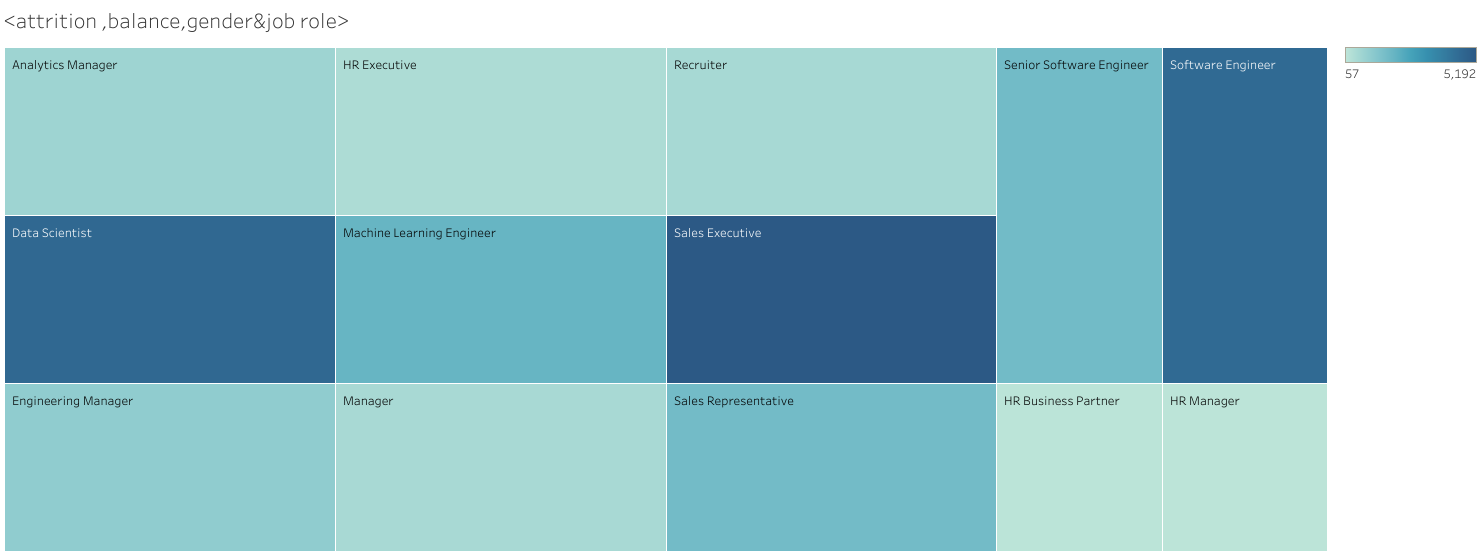 <attrition ,balance,gender&job role>
Analytics Manager
HR Executive
Recruiter
Senior Software Engineer
Software Engineer
57
5,192
Data Scientist
Machine Learning Engineer
Sales Executive
Engineering Manager
Manager
Sales Representative
HR Business Partner
HR Manager